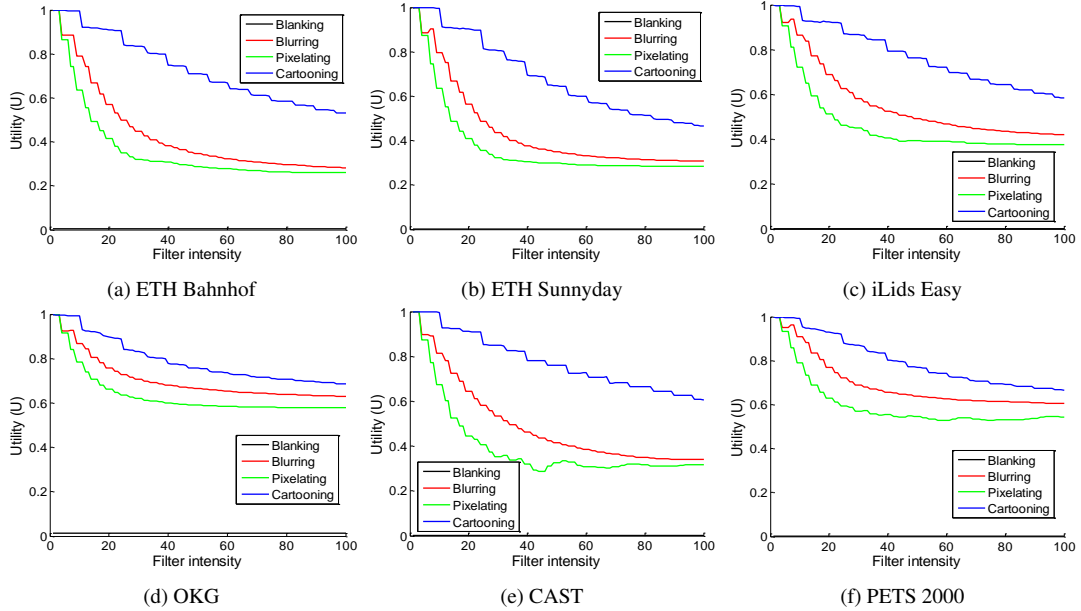 Utility (U)
1
0.8
0.6
0.4
0.2
0
0 20 40 60 80 100
Filter intensity
Blanking
Blurring
Pixelating
Cartooning
(a) ETH Bahnhof
Utility (U)
1
0.8
0.6
0.4
0.2
0
0 20 40 60 80 100
Filter intensity
Blanking
Blurring
Pixelating
Cartooning
(b) ETH Sunnyday
Utility (U)
1
0.8
0.6
0.4
0.2
0
0 20 40 60 80 100
Filter intensity
Blanking
Blurring
Pixelating
Cartooning
(c) iLids Easy
Utility (U)
1
0.8
0.6
0.4
0.2
0
0 20 40 60 80 100
Filter intensity
Blanking
Blurring
Pixelating
Cartooning
(d) OKG
Utility (U)
1
0.8
0.6
0.4
0.2
0
0 20 40 60 80 100
Filter intensity
Blanking
Blurring
Pixelating
Cartooning
(e) CAST
Utility (U)
1
0.8
0.6
0.4
0.2
0
0 20 40 60 80 100
Filter intensity
Blanking
Blurring
Pixelating
Cartooning
(f) PETS 2000